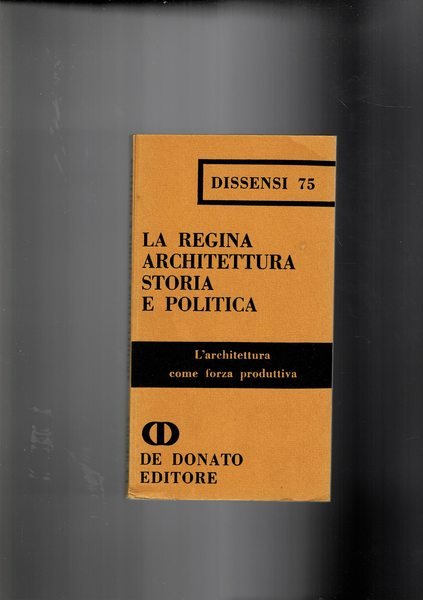 DISSENSI 75
LA REGINA
ARCHITETTURA
STORIA
E POLITICA
L'architettura
come forza produttiva
DE DONATO
EDITORE